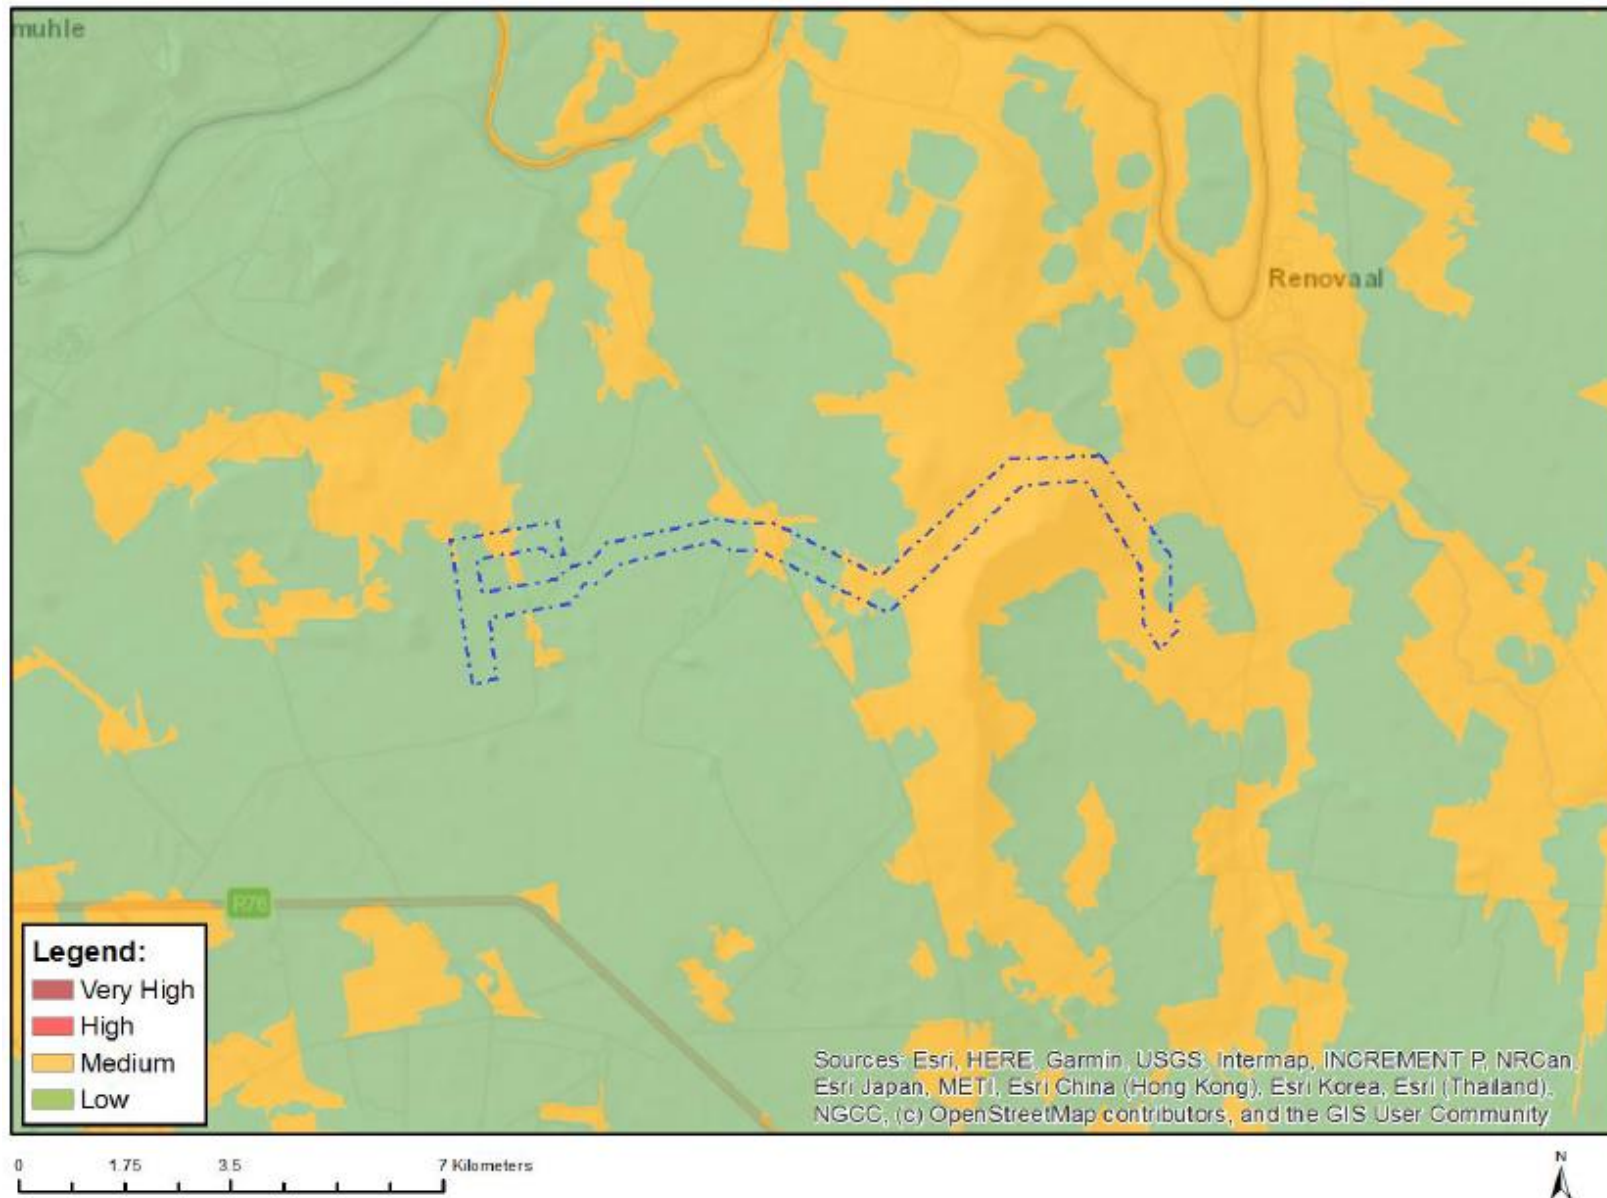 muhle
Renovaal
R76
Legend:
Very High
High
Medium
Low
Sources: Esri, HERE, Garmin, USGS, Intermap, INCREMENT P, NRCan,
Esri Japan, METI, Esri China (Hong Kong), Esri Korea, Esri (Thailand),
NGCC, (c) OpenStreetMap contributors, and the GIS User Community
0 1.75 3.5 7 Kilometers
N